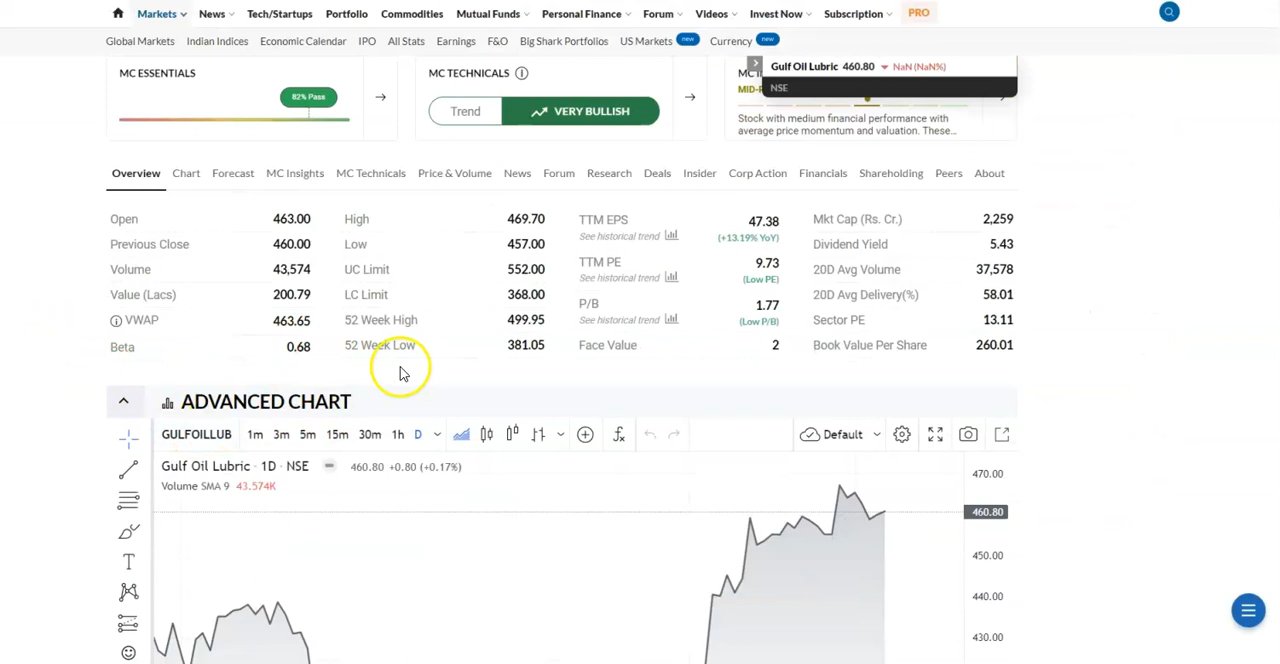 Markets News Tech/Startups Portfolio Commodities Mutual Funds Personal Finance Forum Videos Invest Now Subscription PRO
Global Markets Indian Indices Economic Calendar IPO All Stats Earnings F&O Big Shark Portfolios US Markets new Currency new
MC ESSENTIALS
82% Pass
MC TECHNICALS
Trend VERY BULLISH
MID-R
Stock with medium financial performance with
average price momentum and valuation. These...
Gulf Oil Lubric 460.80 NaN (NaN%)
NSE
Overview Chart Forecast MC Insights MC Technicals Price & Volume News Forum Research Deals Insider Corp Action Financials Shareholding Peers About
Open 463.00
Previous Close 460.00
Volume 43,574
Value (Lacs) 200.79
VWAP 463.65
Beta 0.68
High 469.70
Low 457.00
UC Limit 552.00
LC Limit 368.00
52 Week High 499.95
52 Week Low 381.05
TTM EPS 47.38
See historical trend (+13.19% YoY)
TTM PE 9.73
See historical trend (Low PE)
P/B 1.77
See historical trend (Low P/B)
Face Value 2
Mkt Cap (Rs. Cr.) 2,259
Dividend Yield 5.43
20D Avg Volume 37,578
20D Avg Delivery(%) 58.01
Sector PE 13.11
Book Value Per Share 260.01
ADVANCED CHART
GULFOILLUB 1m 3m 5m 15m 30m 1h D Default
Gulf Oil Lubric · 1D · NSE 460.80 +0.80 (+0.17%)
Volume SMA 9 43.574K
470.00
460.80
450.00
440.00
430.00